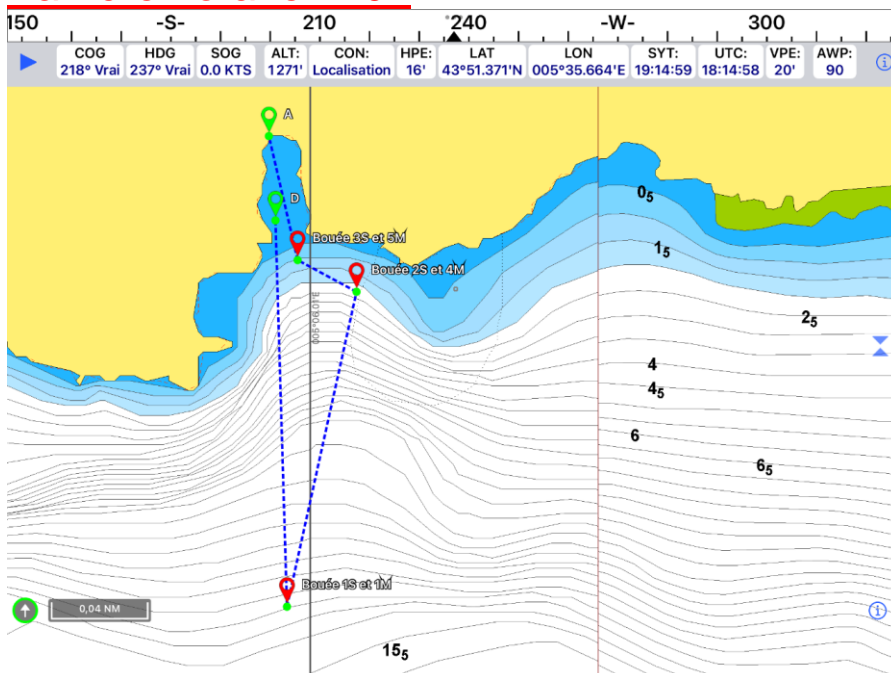 150 -S- 210 240 -W- 300
COG HDG SOG ALT: CON: HPE: LAT LON SYT: UTC: VPE: AWP:
218° Vrai 237° Vrai 0.0 KTS 1271' Localisation 16' 43°51.371'N 005°35.664'E 19:14:59 18:14:58 20' 90
A
D
0₅
Bouée 3S et 5M
1₅
Bouée 2S et 4M
005°06.01'E
2₅
4
4₅
6
6₅
Bouée 1S et 1M
0,04 NM
15₅